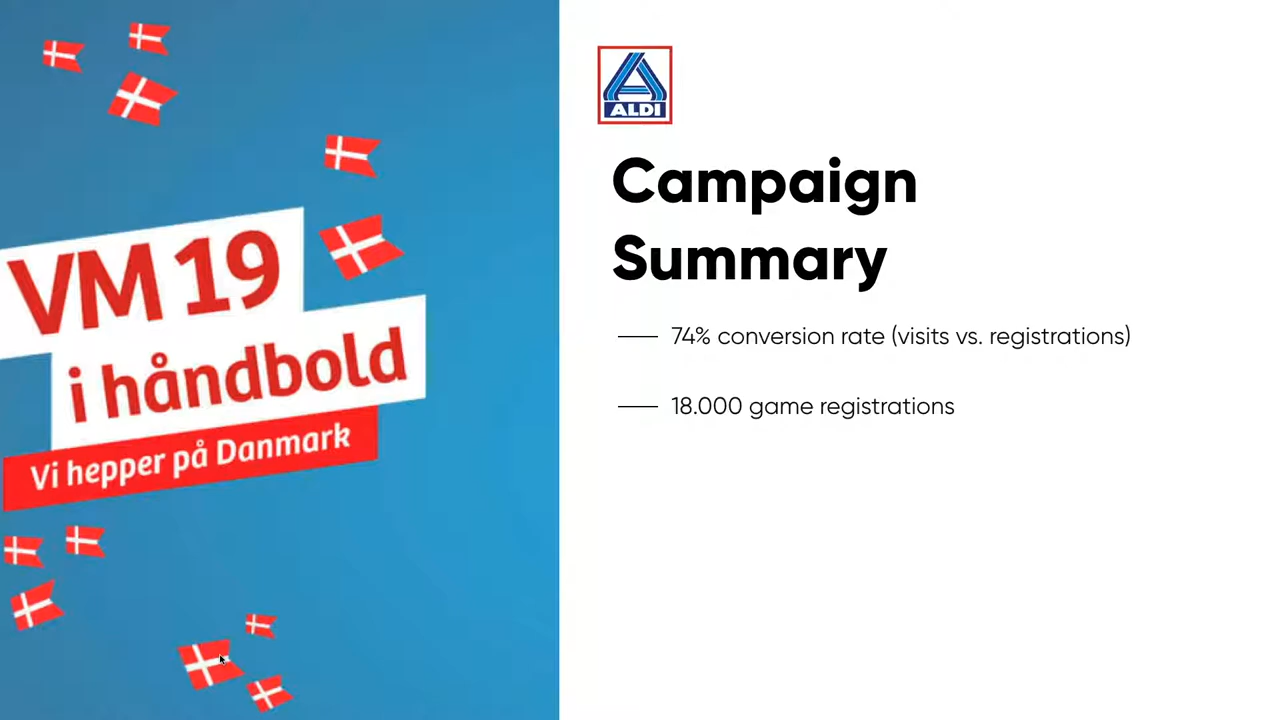 VM 19
i håndbold
Vi hepper på Danmark
ALDI
Campaign
Summary
74% conversion rate (visits vs. registrations)
18.000 game registrations